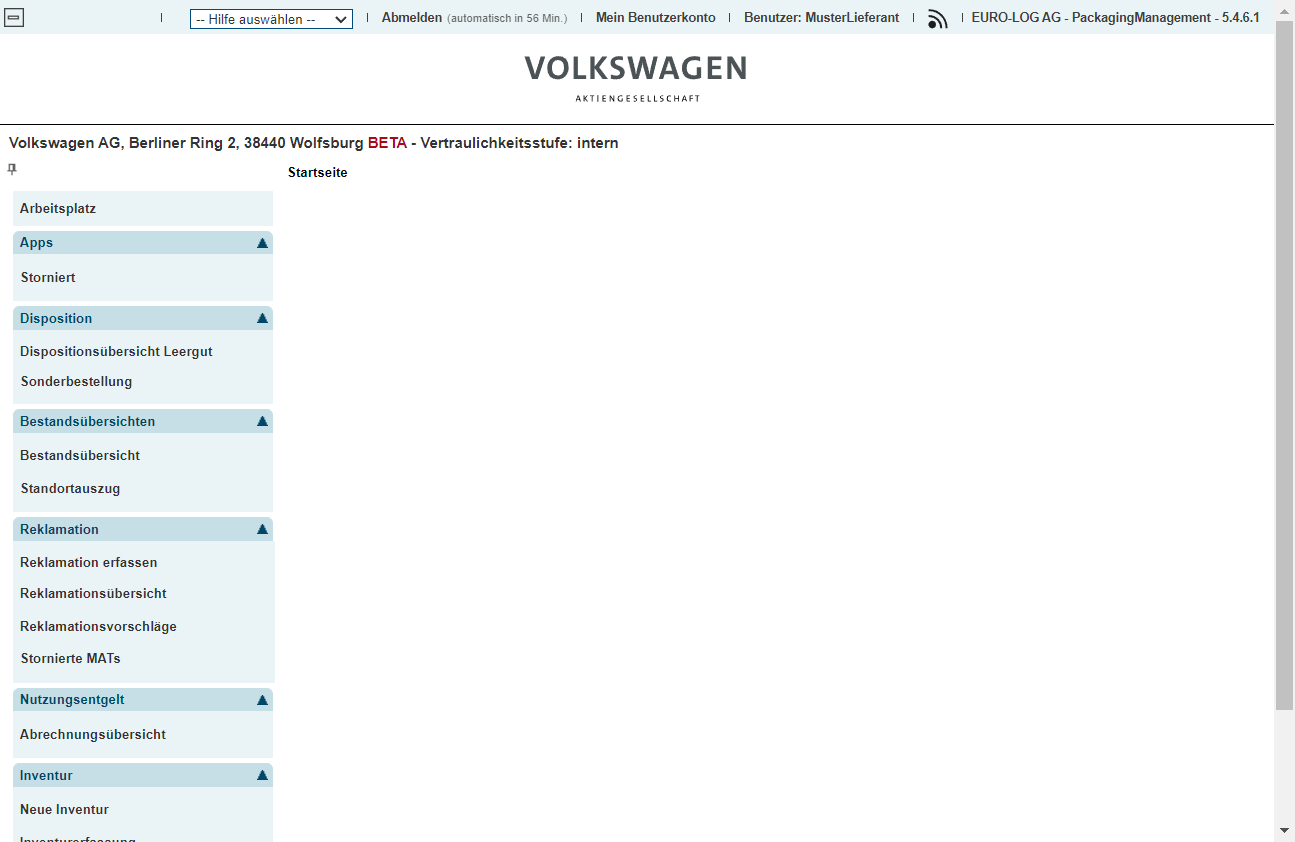 -- Hilfe auswählen -- Abmelden (automatisch in 56 Min.) Mein Benutzerkonto Benutzer: MusterLieferant EURO-LOG AG - PackagingManagement - 5.4.6.1
VOLKSWAGEN
AKTIENGESELLSCHAFT
Volkswagen AG, Berliner Ring 2, 38440 Wolfsburg BETA - Vertraulichkeitsstufe: intern
Startseite
Arbeitsplatz
Apps
Storniert
Disposition
Dispositionsübersicht Leergut
Sonderbestellung
Bestandsübersichten
Bestandsübersicht
Standortauszug
Reklamation
Reklamation erfassen
Reklamationsübersicht
Reklamationsvorschläge
Stornierte MATs
Nutzungsentgelt
Abrechnungsübersicht
Inventur
Neue Inventur
Inventurerfassung